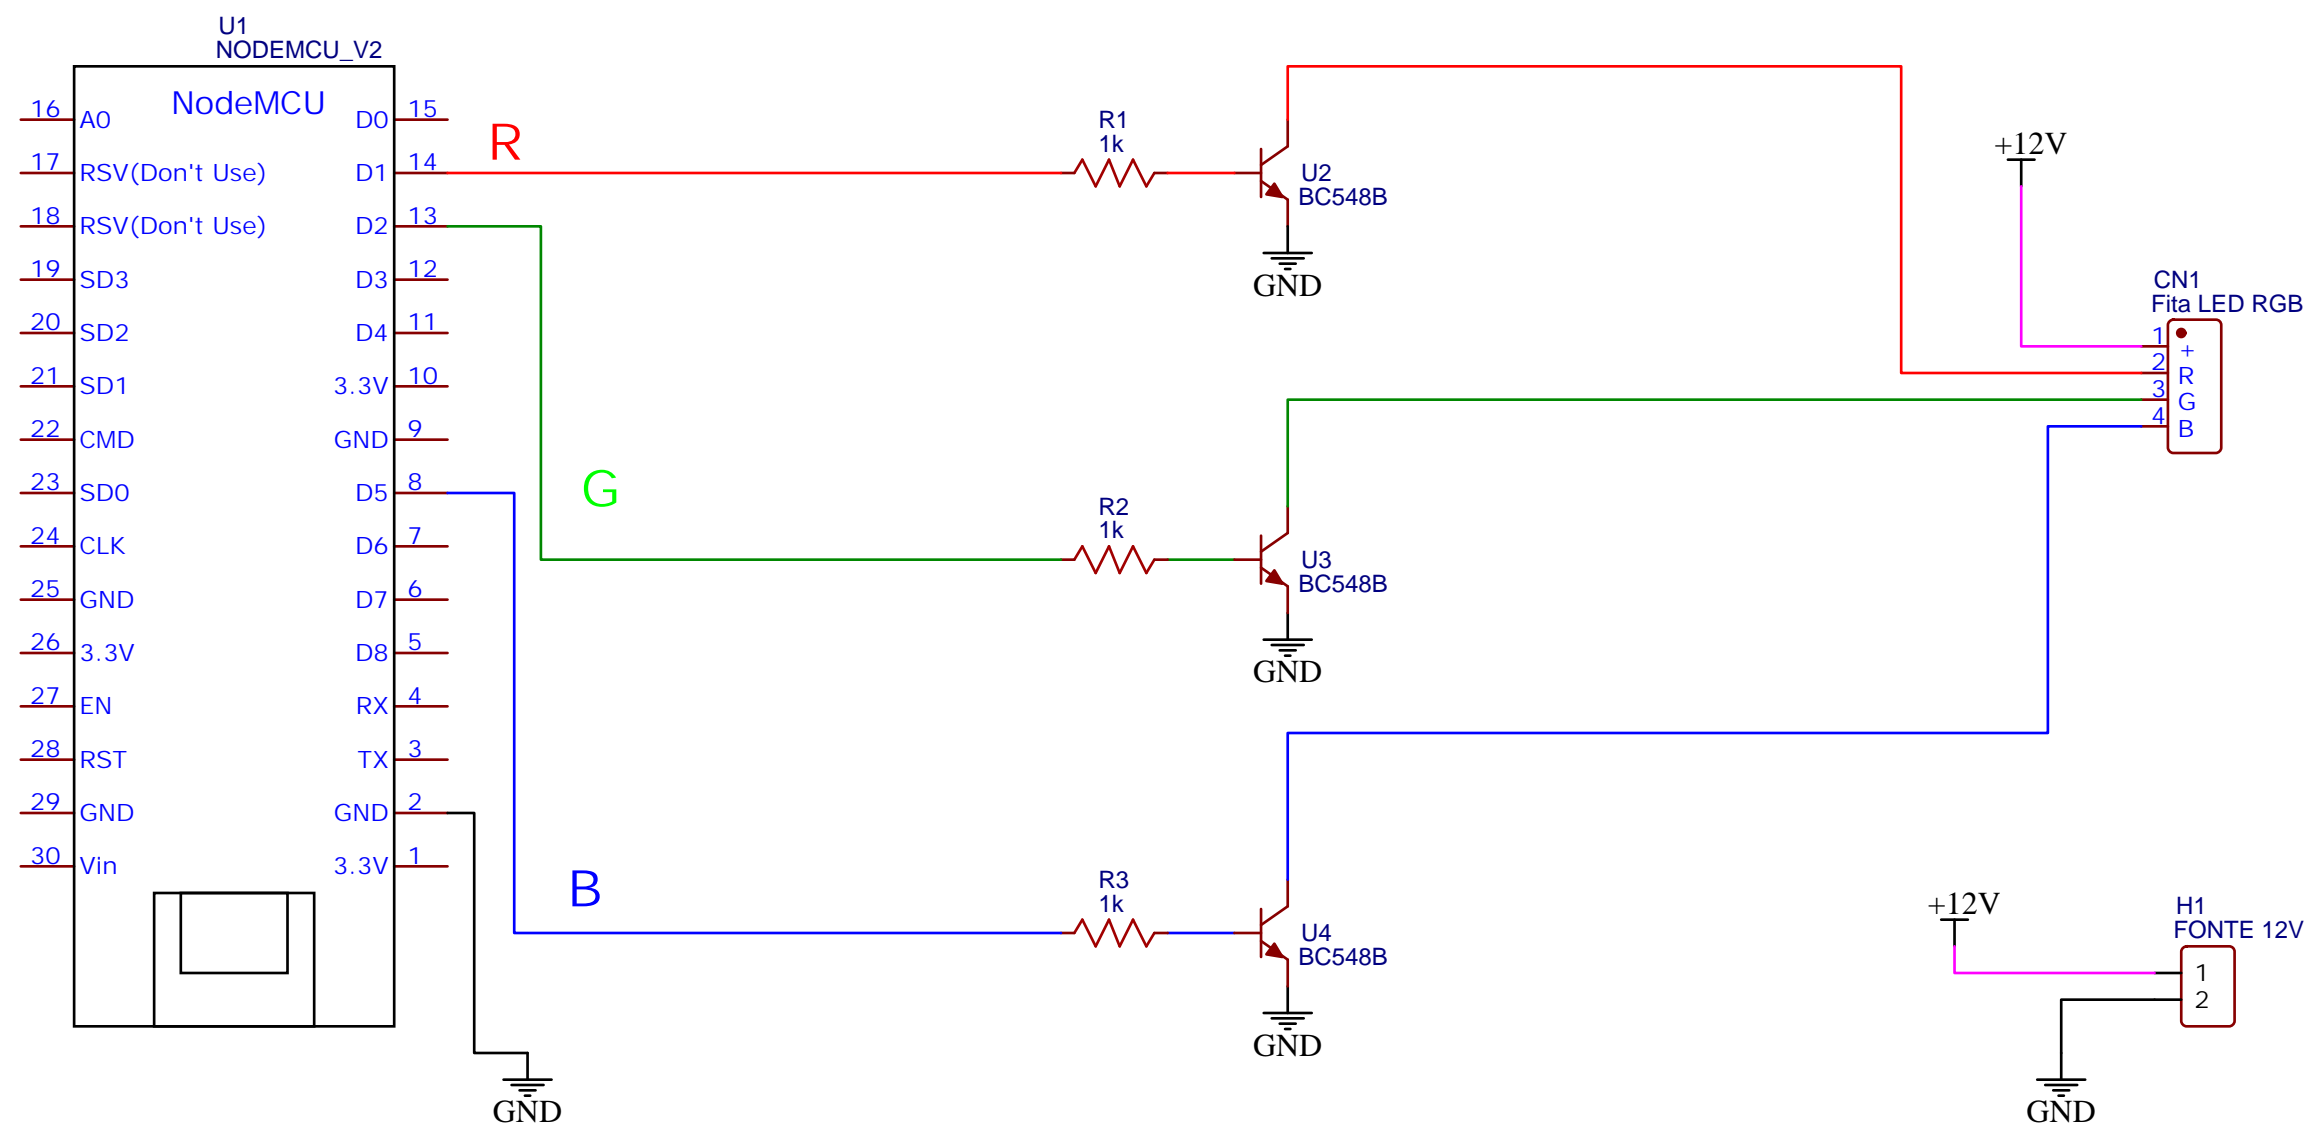 U1
NODEMCU_V2
NodeMCU
16 A0
17 RSV(Don't Use)
18 RSV(Don't Use)
19 SD3
20 SD2
21 SD1
22 CMD
23 SD0
24 CLK
25 GND
26 3.3V
27 EN
28 RST
29 GND
30 Vin
D0 15
D1 14
D2 13
D3 12
D4 11
3.3V 10
GND 9
D5 8
D6 7
D7 6
D8 5
RX 4
TX 3
GND 2
3.3V 1
GND
R
G
B
R1
1k
U2
BC548B
GND
R2
1k
U3
BC548B
GND
R3
1k
U4
BC548B
GND
+12V
CN1
Fita LED RGB
1 +
2 R
3 G
4 B
+12V
H1
FONTE 12V
1
2
GND